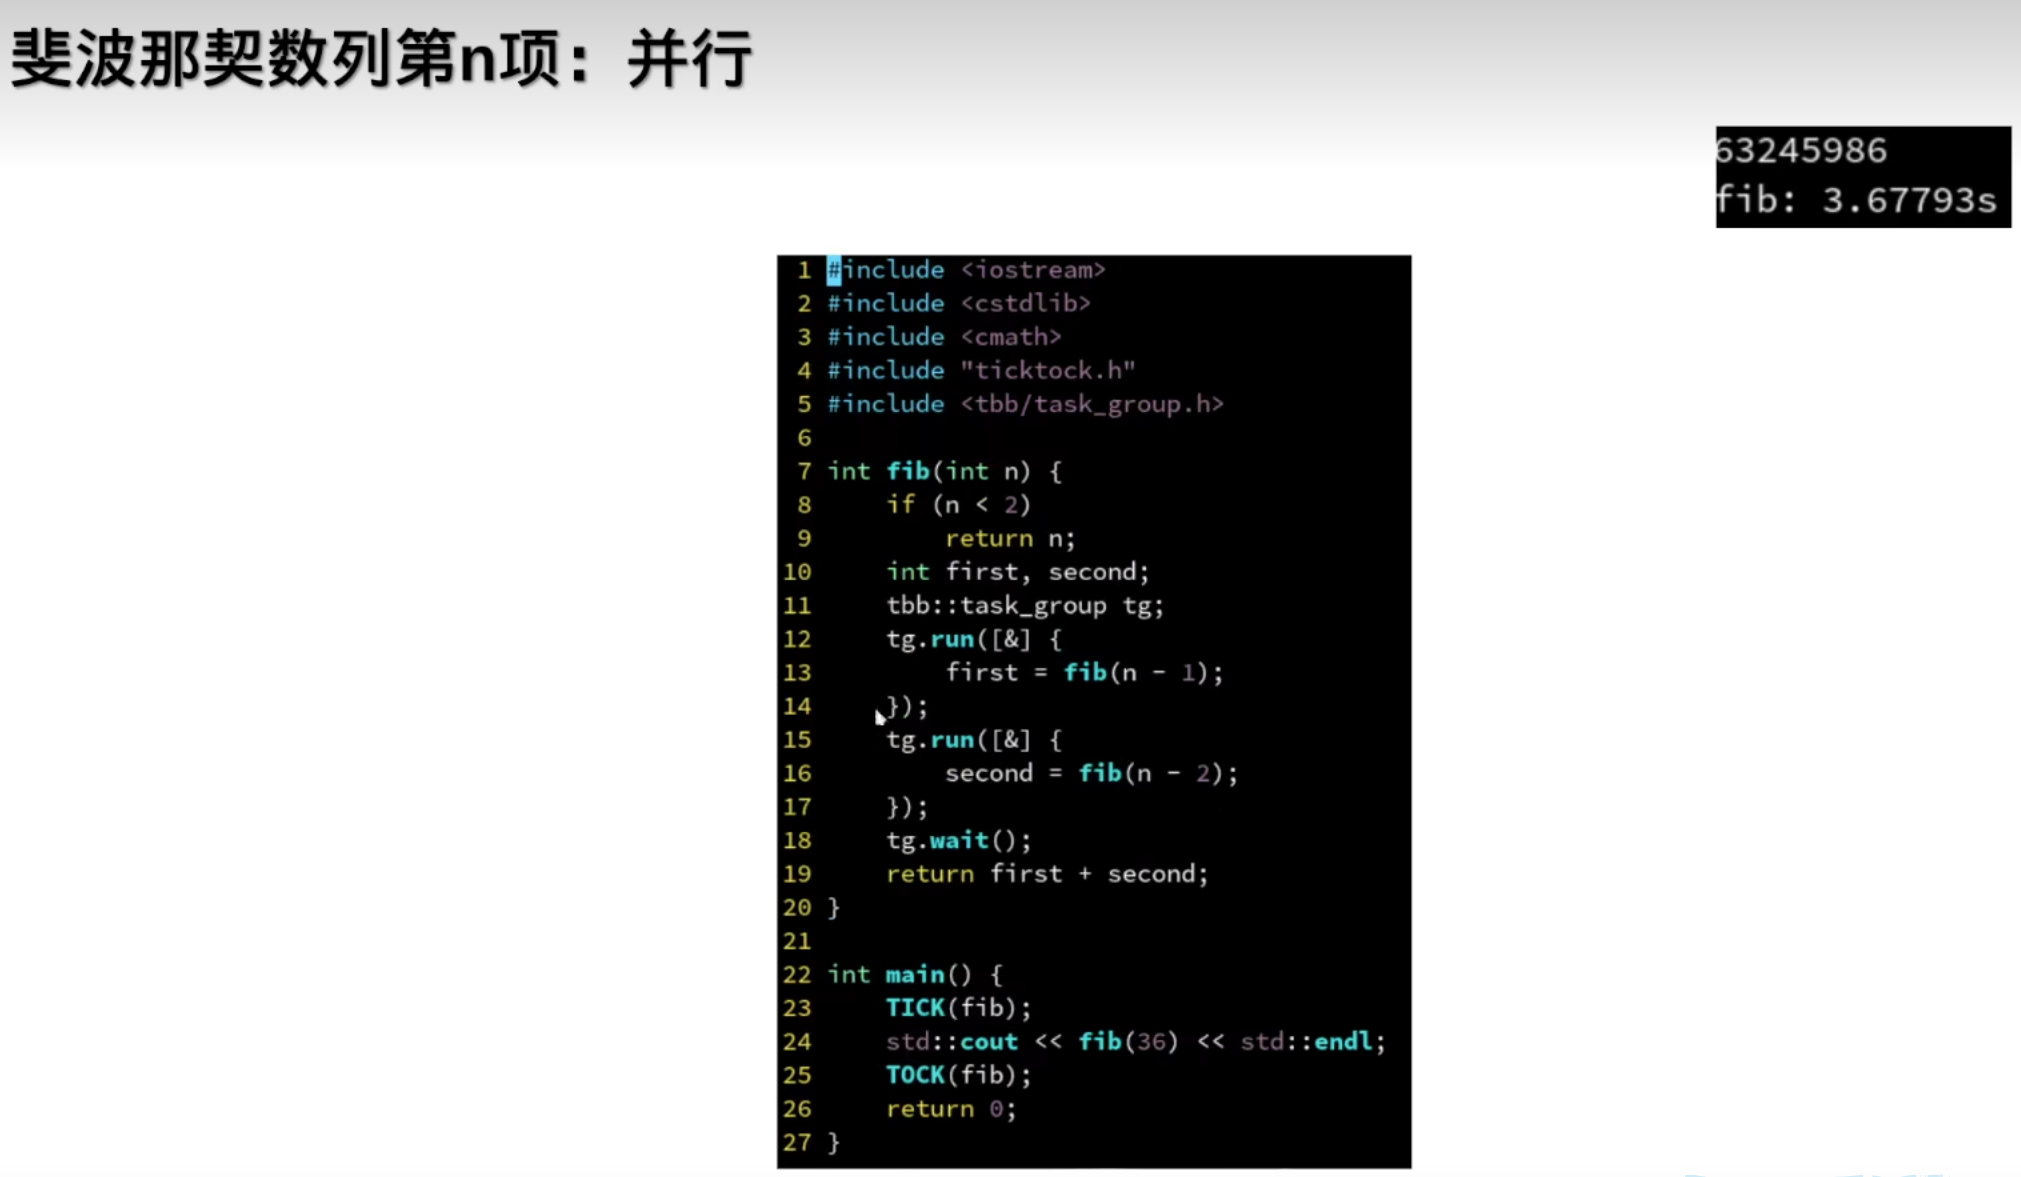 斐波那契数列第n项：并行
63245986
fib: 3.67793s
1 #include <iostream>
2 #include <cstdlib>
3 #include <cmath>
4 #include "ticktock.h"
5 #include <tbb/task_group.h>
6
7 int fib(int n) {
8     if (n < 2)
9         return n;
10     int first, second;
11     tbb::task_group tg;
12     tg.run([&] {
13         first = fib(n - 1);
14     });
15     tg.run([&] {
16         second = fib(n - 2);
17     });
18     tg.wait();
19     return first + second;
20 }
21
22 int main() {
23     TICK(fib);
24     std::cout << fib(36) << std::endl;
25     TOCK(fib);
26     return 0;
27 }